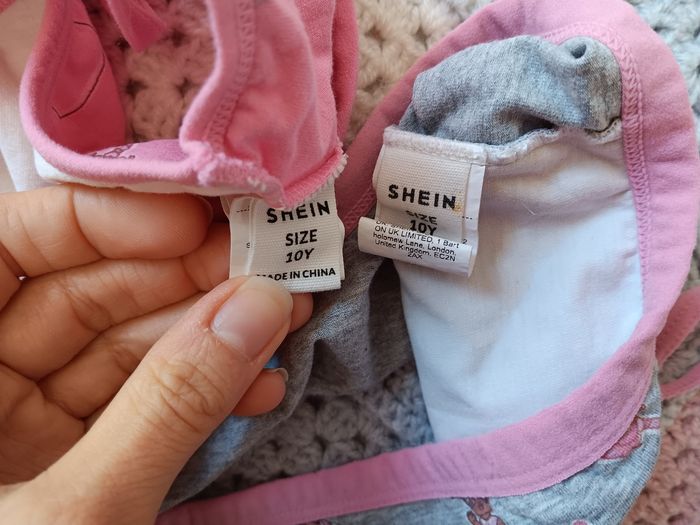 SHEIN
SIZE
10Y
MADE IN CHINA
SHEIN
SIZE
10Y
ON UK LIMITED, 1 Bart
holomew Lane, London,
United Kingdom, EC2N
2AX